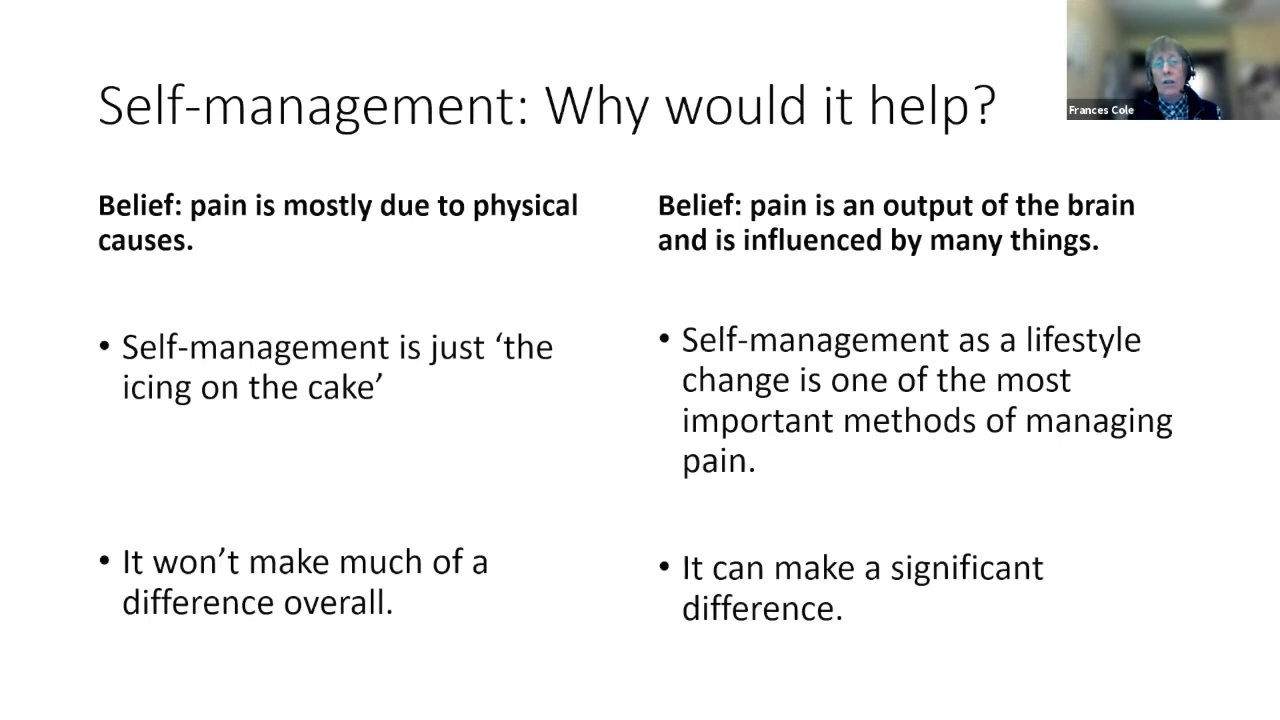 Self-management: Why would it help?
Frances Cole
Belief: pain is mostly due to physical
causes.
• Self-management is just ‘the
icing on the cake’
• It won’t make much of a
difference overall.
Belief: pain is an output of the brain
and is influenced by many things.
• Self-management as a lifestyle
change is one of the most
important methods of managing
pain.
• It can make a significant
difference.